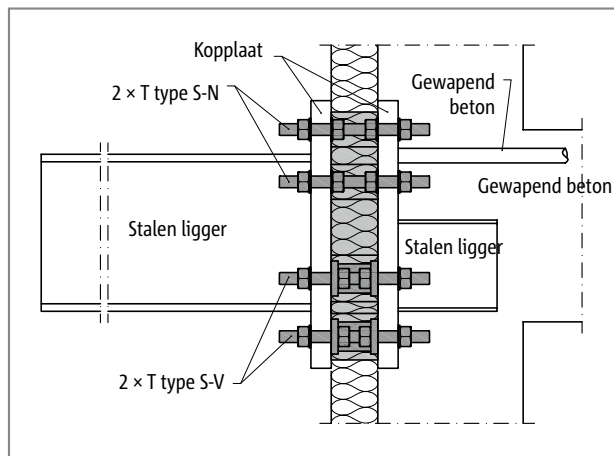 Kopplaat
2 × T type S-N
Gewapend
beton
Gewapend beton
Stalen ligger
Stalen ligger
2 × T type S-V